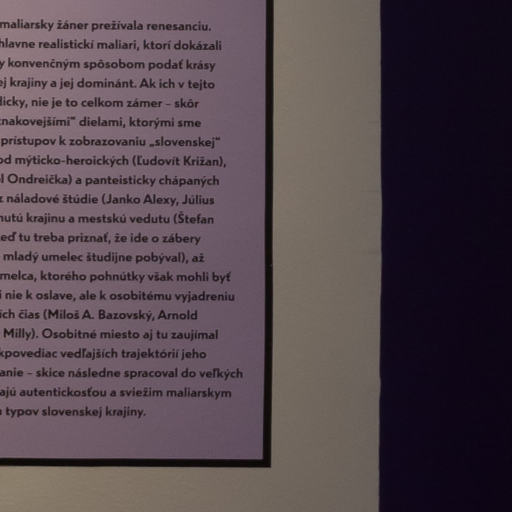 maliarsky žáner prežívala renesanciu.
hlavne realistickí maliari, ktorí dokázali
y konvenčným spôsobom podať krásy
ej krajiny a jej dominánt. Ak ich v tejto
dicky, nie je to celkom zámer – skôr
znakovejšími" dielami, ktorými sme
prístupov k zobrazovaniu „slovenskej"
od mýticko-heroických (Ľudovít Križan),
l Ondreička) a panteisticky chápaných
z náladové štúdie (Janko Alexy, Július
nutú krajinu a mestskú vedutu (Štefan
eď tu treba priznať, že ide o zábery
mladý umelec študijne pobýval), až
melca, ktorého pohnútky však mohli byť
i nie k oslave, ale k osobitému vyjadreniu
ích čias (Miloš A. Bazovský, Arnold
Milly). Osobitné miesto aj tu zaujímal
kpovediac vedľajších trajektórií jeho
anie – skice následne spracoval do veľkých
ajú autentickosťou a sviežim maliarskym
typov slovenskej krajiny.